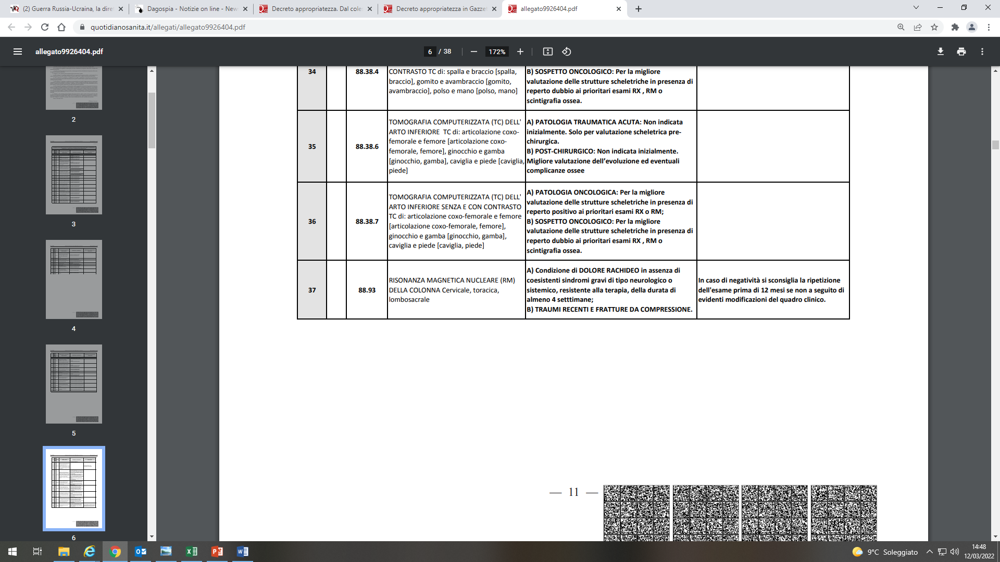 (2) Guerra Russia-Ucraina, la dire
Dagospia - Notizie on line - New
Decreto appropriatezza. Dal cole
Decreto appropriatezza in Gazze
allegato9926404.pdf
quotidianosanita.it/allegati/allegato9926404.pdf
allegato9926404.pdf
6 / 38
172%
2
3
4
5
6
34
88.38.4
CONTRASTO TC di: spalla e braccio [spalla,
braccio], gomito e avambraccio [gomito,
avambraccio], polso e mano [polso, mano]
B) SOSPETTO ONCOLOGICO: Per la migliore
valutazione delle strutture scheletriche in presenza di
reperto dubbio ai prioritari esami RX , RM o
scintigrafia ossea.
35
88.38.6
TOMOGRAFIA COMPUTERIZZATA (TC) DELL'
ARTO INFERIORE TC di: articolazione coxo-
femorale e femore [articolazione coxo-
femorale, femore], ginocchio e gamba
[ginocchio, gamba], caviglia e piede [caviglia,
piede]
A) PATOLOGIA TRAUMATICA ACUTA: Non indicata
inizialmente. Solo per valutazione scheletrica pre-
chirurgica.
B) POST-CHIRURGICO: Non indicata inizialmente.
Migliore valutazione dell’evoluzione ed eventuali
complicanze ossee
36
88.38.7
TOMOGRAFIA COMPUTERIZZATA (TC) DELL'
ARTO INFERIORE SENZA E CON CONTRASTO
TC di: articolazione coxo-femorale e femore
[articolazione coxo-femorale, femore],
ginocchio e gamba [ginocchio, gamba],
caviglia e piede [caviglia, piede]
A) PATOLOGIA ONCOLOGICA: Per la migliore
valutazione delle strutture scheletriche in presenza di
reperto positivo ai prioritari esami RX o RM;
B) SOSPETTO ONCOLOGICO: Per la migliore
valutazione delle strutture scheletriche in presenza di
reperto dubbio ai prioritari esami RX , RM o
scintigrafia ossea.
37
88.93
RISONANZA MAGNETICA NUCLEARE (RM)
DELLA COLONNA Cervicale, toracica,
lombosacrale
A) Condizione di DOLORE RACHIDEO in assenza di
coesistenti sindromi gravi di tipo neurologico o
sistemico, resistente alla terapia, della durata di
almeno 4 setttimane;
B) TRAUMI RECENTI E FRATTURE DA COMPRESSIONE.
In caso di negatività si sconsiglia la ripetizione
dell'esame prima di 12 mesi se non a seguito di
evidenti modificazioni del quadro clinico.
— 11 —
9°C Soleggiato
14:48
12/03/2022